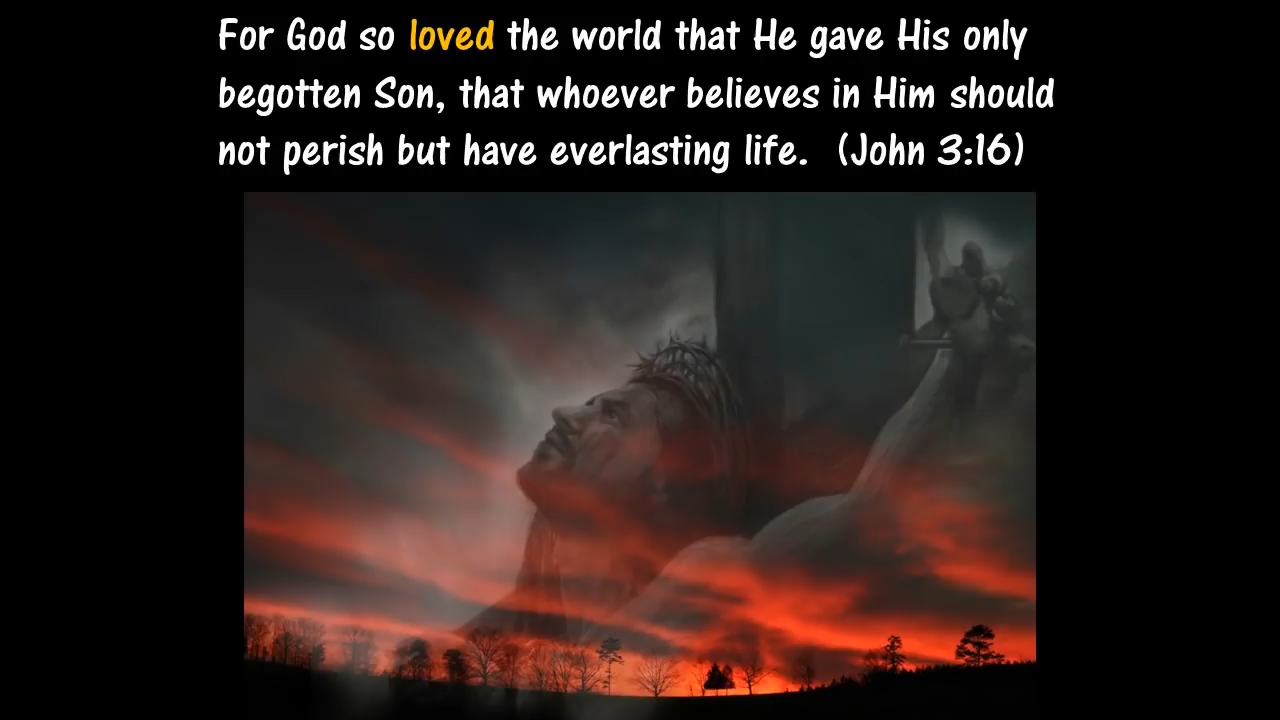 For God so loved the world that He gave His only
begotten Son, that whoever believes in Him should
not perish but have everlasting life. (John 3:16)